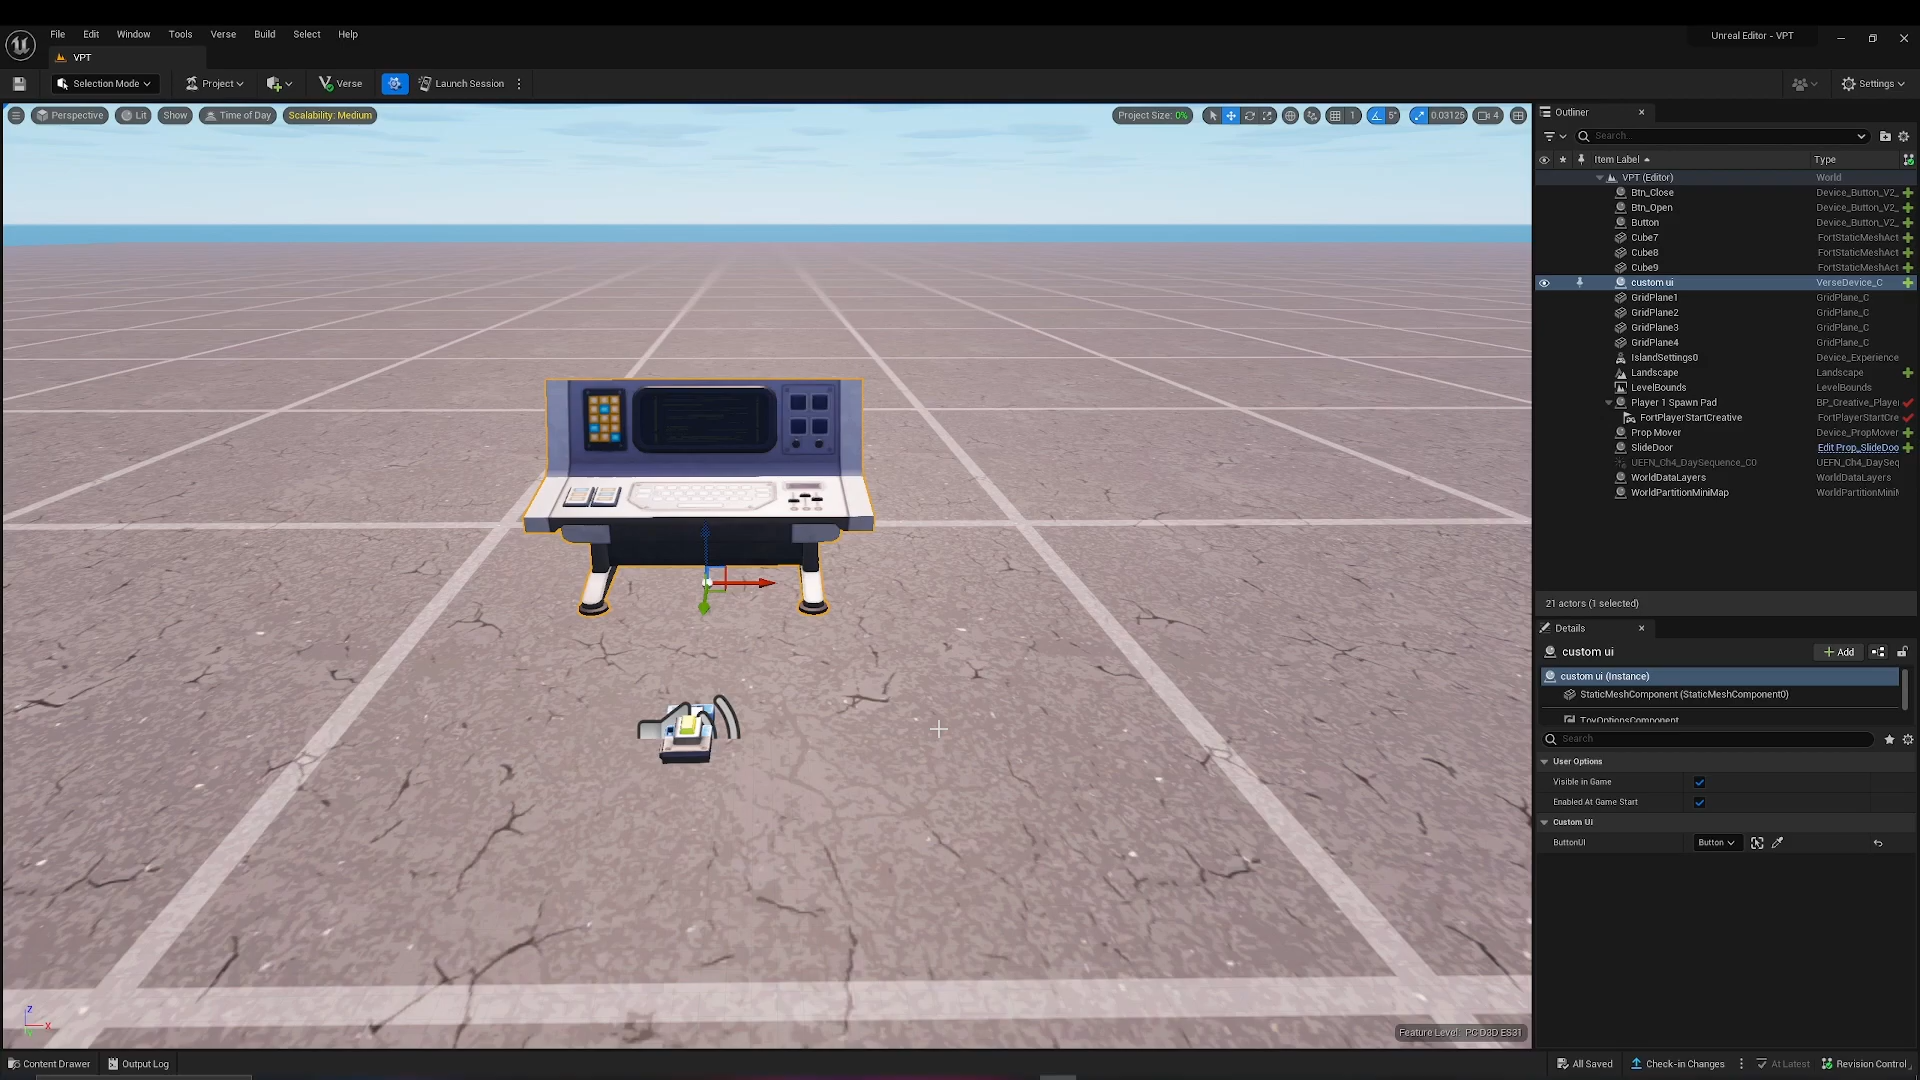 File Edit Window Tools Verse Build Select Help
Unreal Editor - VPT
VPT
Selection Mode
Project
Verse
Launch Session
Settings
Perspective
Lit
Show
Time of Day
Scalability: Medium
Project Size: 0%
1
5°
0.03125
4
Outliner
Search...
Item Label Type
VPT (Editor) World
Btn_Close Device_Button_V2_
Btn_Open Device_Button_V2_
Button Device_Button_V2_
Cube7 FortStaticMeshAct
Cube8 FortStaticMeshAct
Cube9 FortStaticMeshAct
custom ui VerseDevice_C
GridPlane1 GridPlane_C
GridPlane2 GridPlane_C
GridPlane3 GridPlane_C
GridPlane4 GridPlane_C
IslandSettings0 Device_Experience
Landscape Landscape
LevelBounds LevelBounds
Player 1 Spawn Pad BP_Creative_Player
FortPlayerStartCreative FortPlayerStartCre
Prop Mover Device_PropMover
SlideDoor Edit Prop_SlideDoo
UEFN_Ch4_DaySequence_C0 UEFN_Ch4_DaySeq
WorldDataLayers WorldDataLayers
WorldPartitionMiniMap WorldPartitionMini
21 actors (1 selected)
Details
custom ui
Add
custom ui (Instance)
StaticMeshComponent (StaticMeshComponent0)
ToyOptionsComponent
Search
User Options
Visible in Game
Enabled At Game Start
Custom UI
ButtonUI Button
Z
X
Feature Level: PC D3D ES31
Content Drawer
Output Log
All Saved
Check-in Changes
At Latest
Revision Control